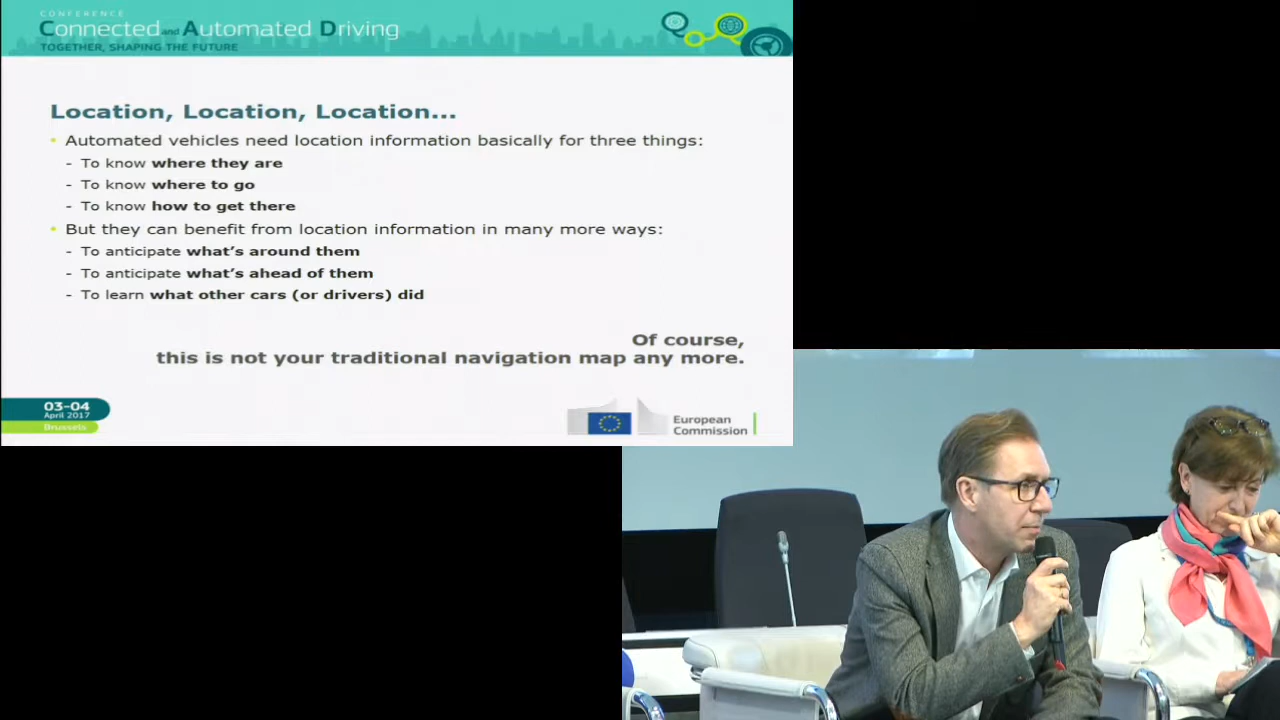 CONFERENCE
Connected and Automated Driving
TOGETHER, SHAPING THE FUTURE
Location, Location, Location...
• Automated vehicles need location information basically for three things:
- To know where they are
- To know where to go
- To know how to get there
• But they can benefit from location information in many more ways:
- To anticipate what's around them
- To anticipate what's ahead of them
- To learn what other cars (or drivers) did
Of course,
this is not your traditional navigation map any more.
03-04
April 2017
Brussels
European
Commission